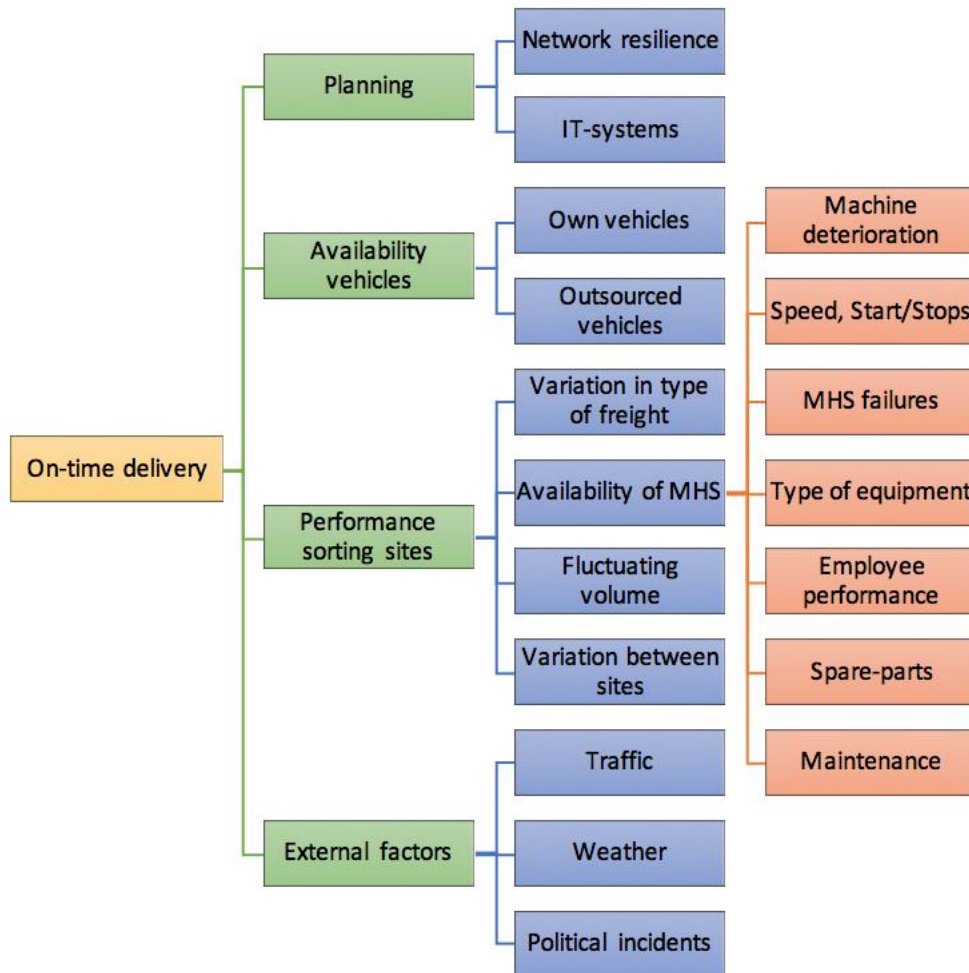 On-time delivery
Planning
Availability
vehicles
Performance
sorting sites
External factors
Network resilience
IT-systems
Own vehicles
Outsourced
vehicles
Variation in type
of freight
Availability of MHS
Fluctuating
volume
Variation between
sites
Traffic
Weather
Political incidents
Machine
deterioration
Speed, Start/Stops
MHS failures
Type of equipment
Employee
performance
Spare-parts
Maintenance